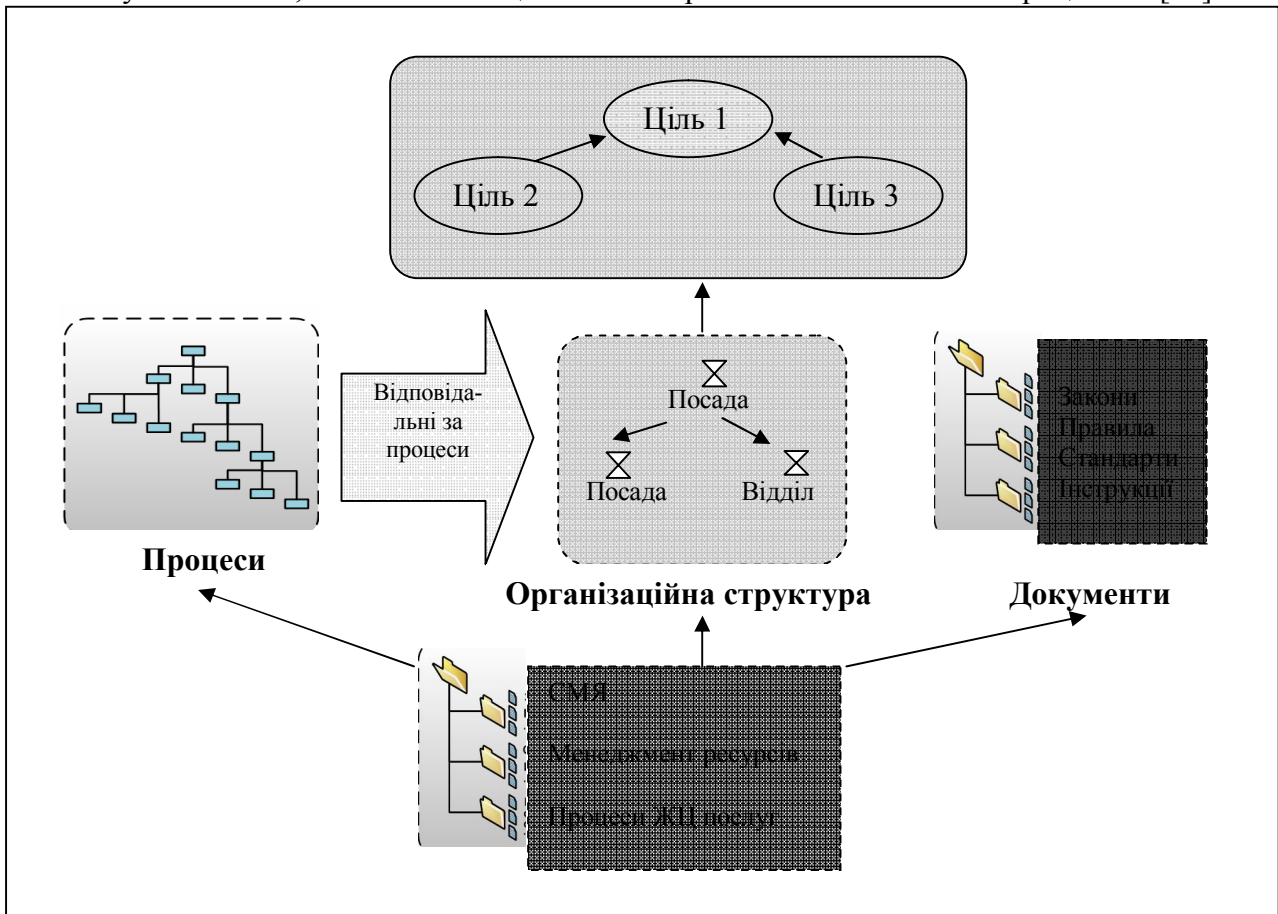 Ціль 1
Ціль 2
Ціль 3
Відповіда-
льні за
процеси
Посада
Посада
Відділ
Закони
Правила
Стандарти
Інструкції
Процеси
Організаційна структура
Документи
СМЯ
Менеджмент ресурсів
Процеси ЖЦ послуг